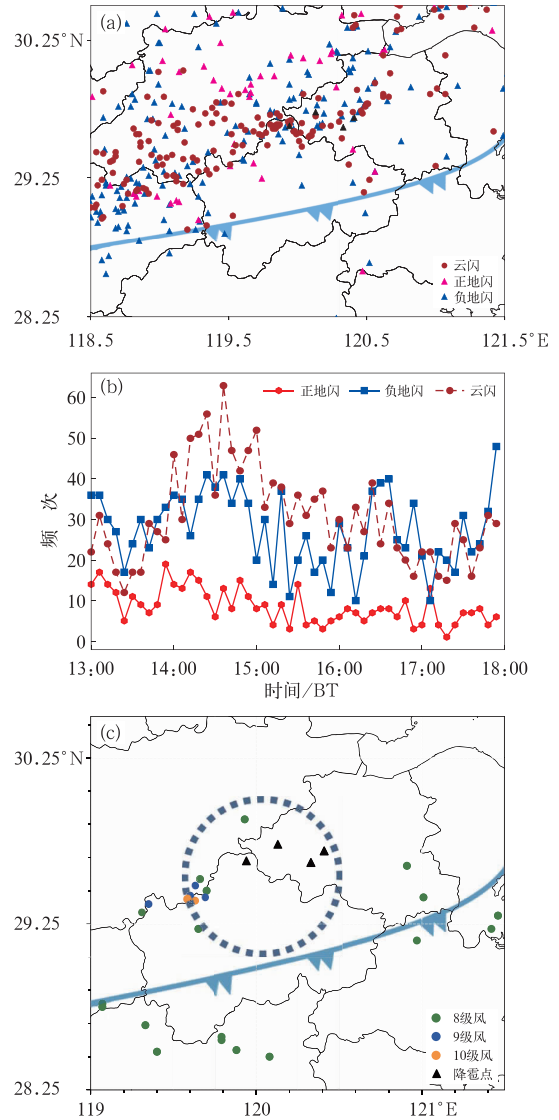 (a)
30.25°N
29.25
28.25
云闪
正地闪
负地闪
118.5 119.5 120.5 121.5°E
(b)
正地闪 负地闪 云闪
60
50
40
30
20
10
0
频 次
13:00 14:00 15:00 16:00 17:00 18:00
时间/BT
(c)
30.25°N
29.25
28.25
8级风
9级风
10级风
降雹点
119 120 121°E